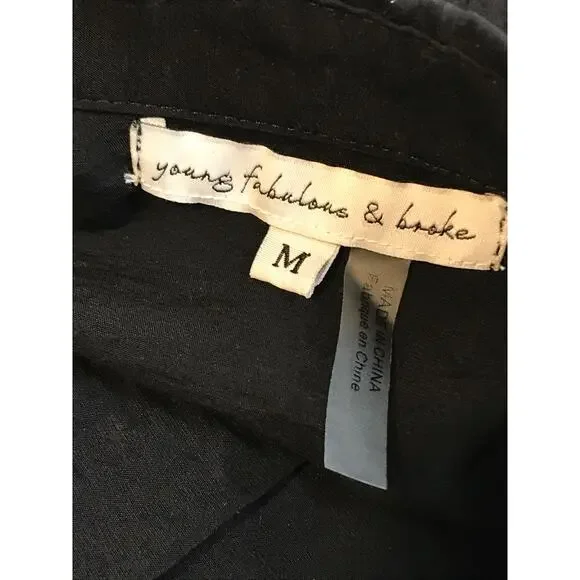 young fabulous & broke
M
MADE IN CHINA
Fabriqué en Chine